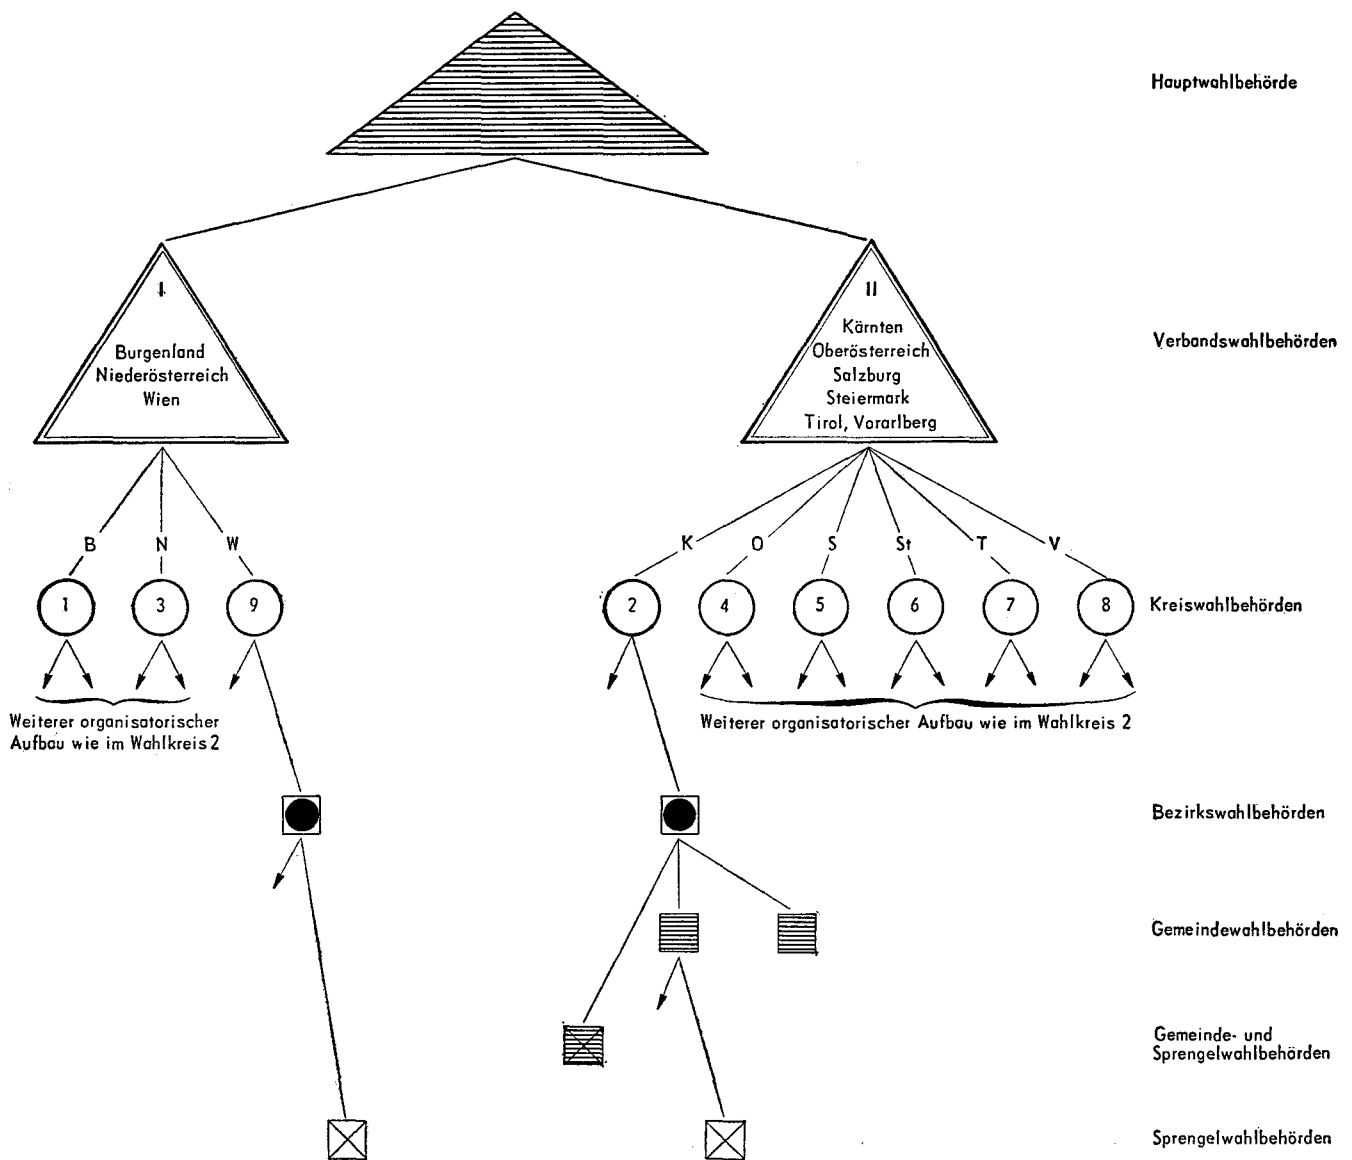 Hauptwahlbehörde
I
Burgenland
Niederösterreich
Wien
II
Kärnten
Oberösterreich
Salzburg
Steiermark
Tirol, Vorarlberg
Verbandswahlbehörden
B N W K O S St T V
1 3 9 2 4 5 6 7 8 Kreiswahlbehörden
Weiterer organisatorischer
Aufbau wie im Wahlkreis 2
Weiterer organisatorischer Aufbau wie im Wahlkreis 2
Bezirkswahlbehörden
Gemeindewahlbehörden
Gemeinde- und
Sprengelwahlbehörden
Sprengelwahlbehörden